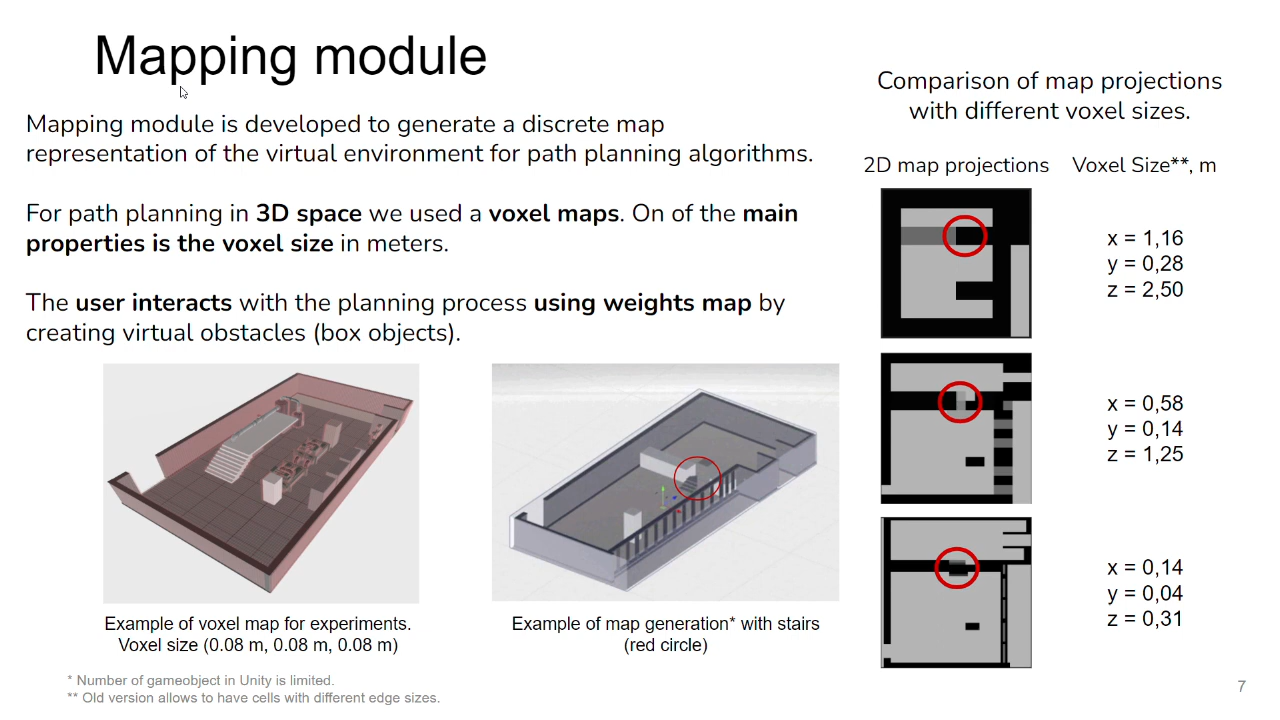 Mapping module
Mapping module is developed to generate a discrete map
representation of the virtual environment for path planning algorithms.
For path planning in 3D space we used a voxel maps. On of the main
properties is the voxel size in meters.
The user interacts with the planning process using weights map by
creating virtual obstacles (box objects).
Example of voxel map for experiments.
Voxel size (0.08 m, 0.08 m, 0.08 m)
Example of map generation* with stairs
(red circle)
Comparison of map projections
with different voxel sizes.
2D map projections
Voxel Size**, m
x = 1,16
y = 0,28
z = 2,50
x = 0,58
y = 0,14
z = 1,25
x = 0,14
y = 0,04
z = 0,31
* Number of gameobject in Unity is limited.
** Old version allows to have cells with different edge sizes.
7